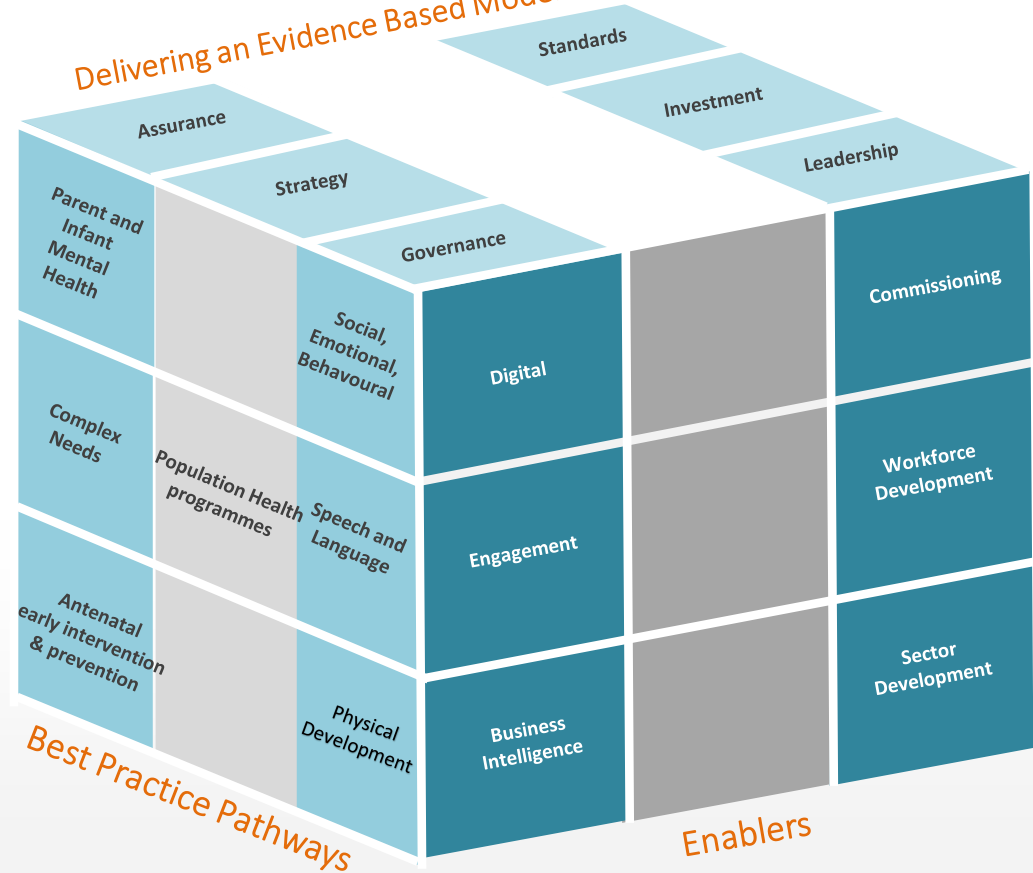 Delivering an Evidence Based
Standards
Investment
Leadership
Assurance
Strategy
Governance
Parent and
Infant
Mental
Health
Social,
Emotional,
Behavoural
Complex
Needs
Population Health
programmes
Speech and
Language
Antenatal
early intervention
& prevention
Physical
Development
Digital
Commissioning
Engagement
Workforce
Development
Business
Intelligence
Sector
Development
Best Practice Pathways
Enablers